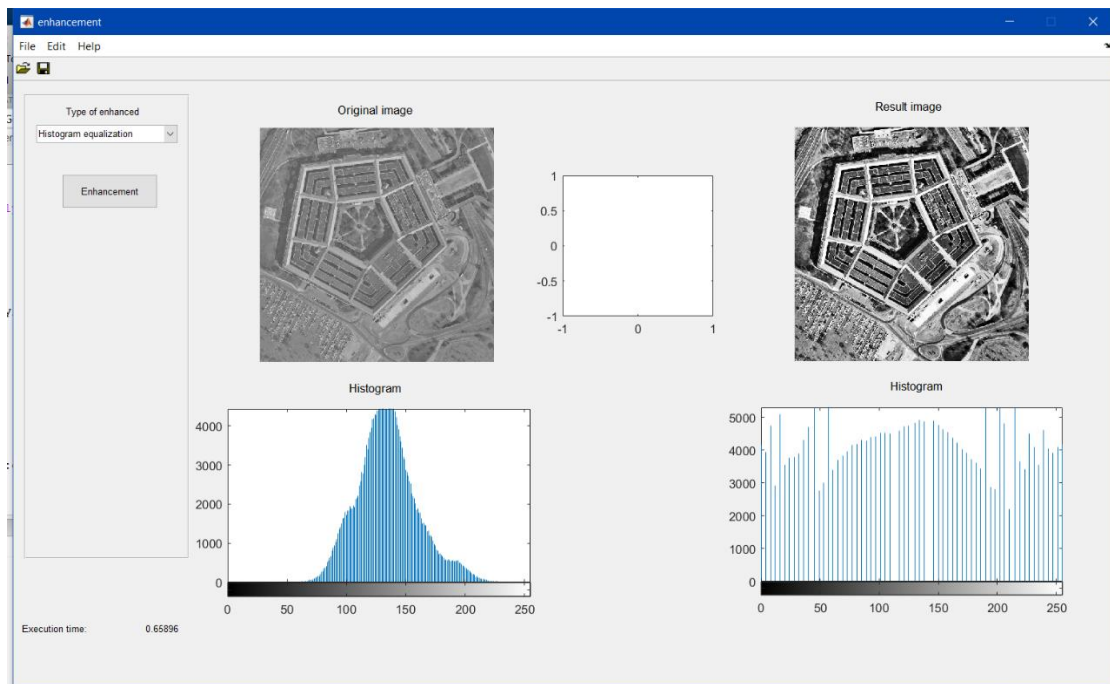 enhancement
File Edit Help
Type of enhanced
Histogram equalization
Enhancement
Original image
Result image
1
0.5
0
-0.5
-1
-1 0 1
Histogram
4000
3000
2000
1000
0
0 50 100 150 200 250
Histogram
5000
4000
3000
2000
1000
0
0 50 100 150 200 250
Execution time: 0.65896